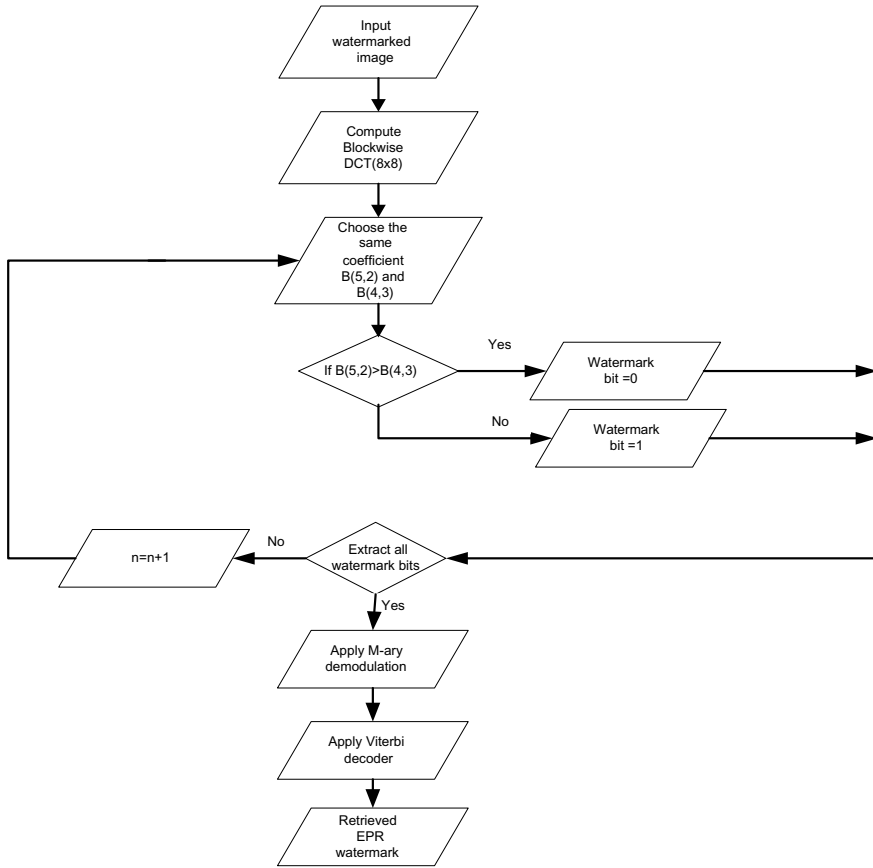 Input
watermarked
image
Compute
Blockwise
DCT(8x8)
Choose the
same
coefficient
B(5,2) and
B(4,3)
If B(5,2)>B(4,3)
Yes
Watermark
bit =0
No
Watermark
bit =1
Extract all
watermark bits
No
n=n+1
Yes
Apply M-ary
demodulation
Apply Viterbi
decoder
Retrieved
EPR
watermark